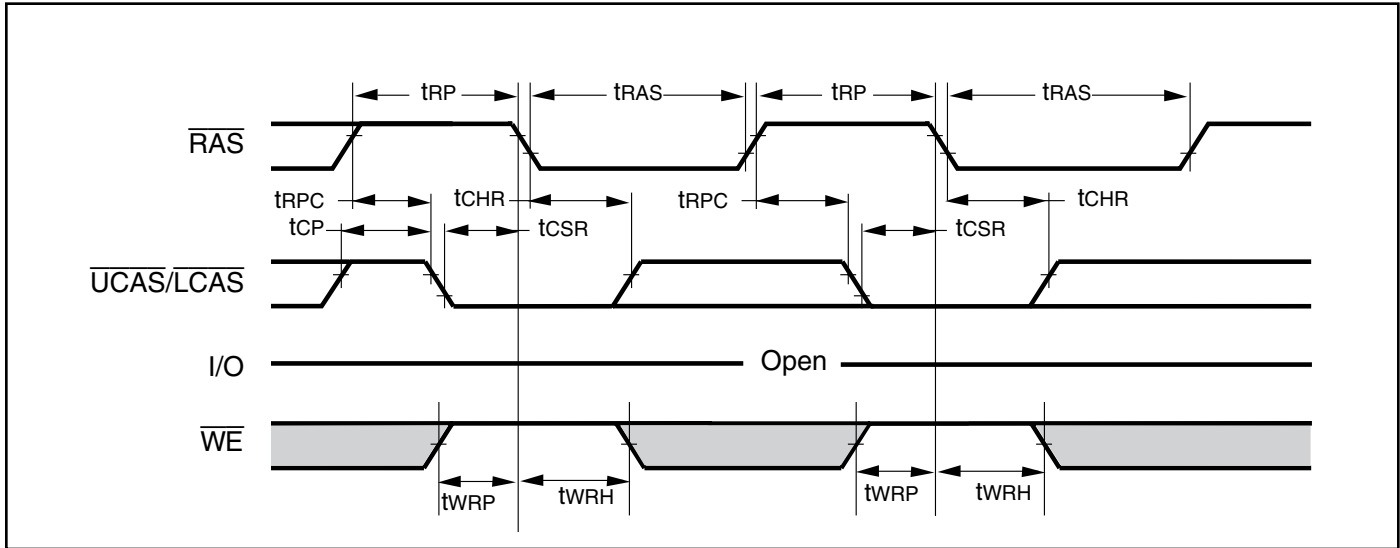 tRP tRAS tRP tRAS
RAS
tRPC tCHR tRPC tCHR
tCP tCSR tCSR
UCAS/LCAS
I/O Open
WE
tWRP tWRH tWRP tWRH